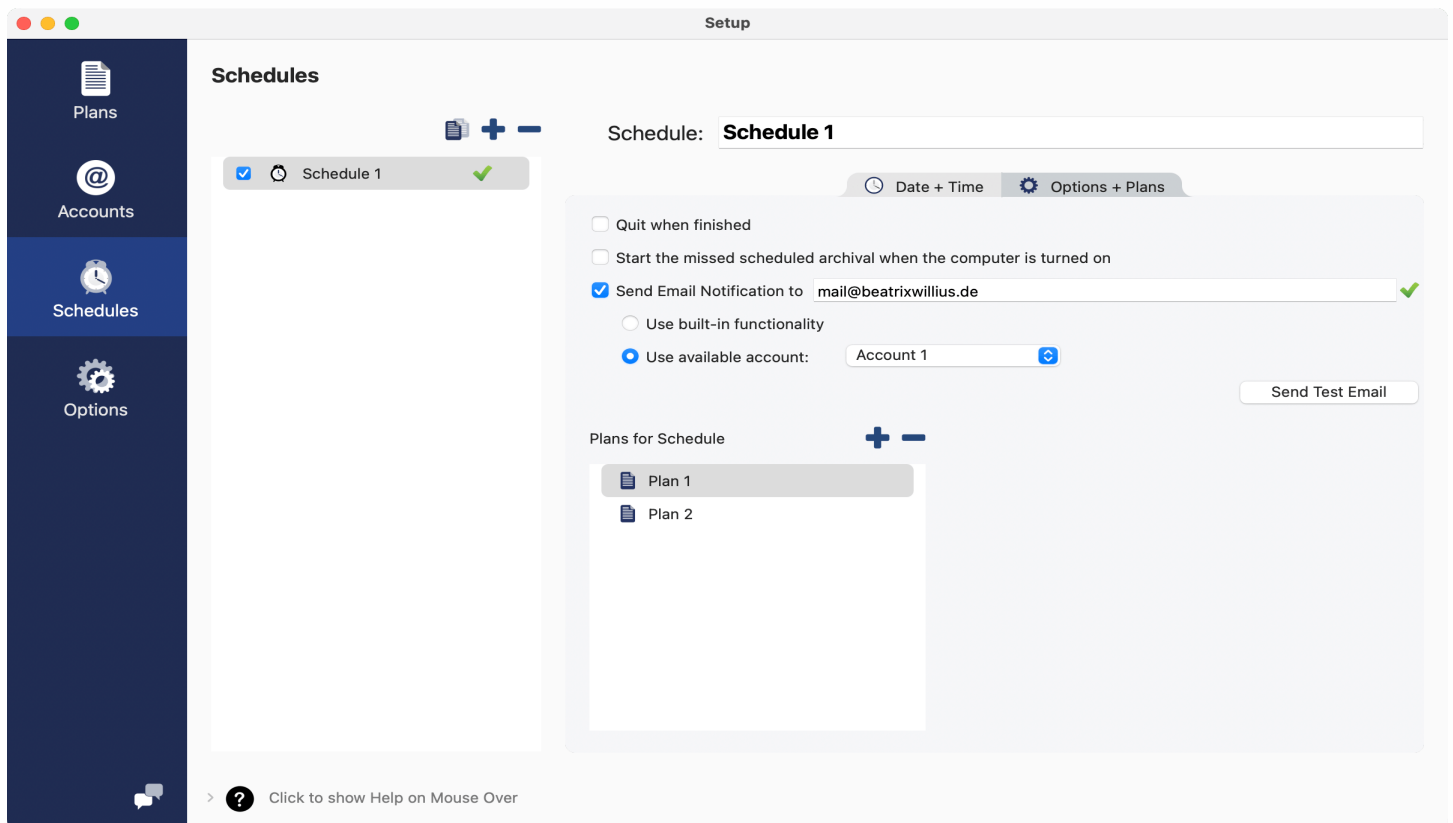 Setup
Plans
Accounts
Schedules
Options
Schedules
Schedule 1
Schedule: Schedule 1
Date + Time Options + Plans
Quit when finished
Start the missed scheduled archival when the computer is turned on
Send Email Notification to mail@beatrixwillius.de
Use built-in functionality
Use available account: Account 1
Send Test Email
Plans for Schedule
Plan 1
Plan 2
? Click to show Help on Mouse Over